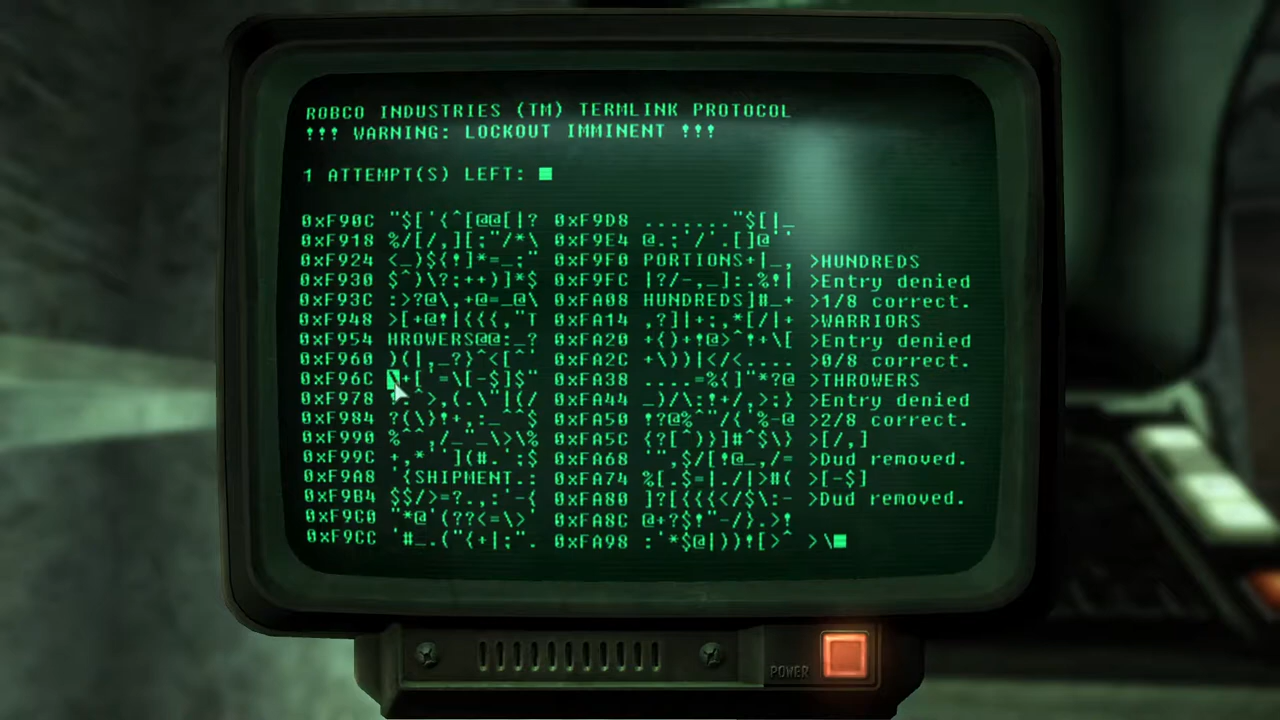 ROBCO INDUSTRIES (TM) TERMLINK PROTOCOL
!!! WARNING: LOCKOUT IMMINENT !!!
1 ATTEMPT(S) LEFT:
0xF90C "$['{^[@@[|? 0xF9D8 ......."$[|_
0xF918 %/[/,][:"/*\ 0xF9E4 @.:'/'.[]@''
0xF924 <_)${!]*=_;" 0xF9F0 PORTIONS+|_, >HUNDREDS
0xF930 $^)\?;++)]*$ 0xF9FC |?/-,_]:.%!| >Entry denied
0xF93C :>?@\,+@=_@\ 0xFA08 HUNDREDS]#_+ >1/8 correct.
0xF948 >[+@!|{{{,"T 0xFA14 ,?]|+;,*[/|+ >WARRIORS
0xF954 HROWERS@@:_? 0xFA20 +{)+!@>^!+\[ >Entry denied
0xF960 )(|,_?}^<[^' 0xFA2C +\))|</<.... >0/8 correct.
0xF96C \+['=\[-$]$" 0xFA38 ....=%{]"*?@ >THROWERS
0xF978 >,(.\"|(/ 0xFA44 _)/\:!+/,>:} >Entry denied
0xF984 ?(\}!+,:_^^$ 0xFA50 !?@%^"/{,%-@ >2/8 correct.
0xF990 %^^,/_"_\>\% 0xFA5C {?[^)}]#^$\} >[/,]
0xF99C +,*''](#.':$ 0xFA68 '",$/[!@_,/= >Dud removed.
0xF9A8 '{SHIPMENT.: 0xFA74 %[.$=|./|>#( >[-$]
0xF9B4 $$/>=?.,:'-{ 0xFA80 ]?[{{{</$\:- >Dud removed.
0xF9C0 "*@'(??<=\>' 0xFA8C @+?$!"-/}.>!
0xF9CC '#_.("{+|;". 0xFA98 :'*$@|))![>^ >\
POWER